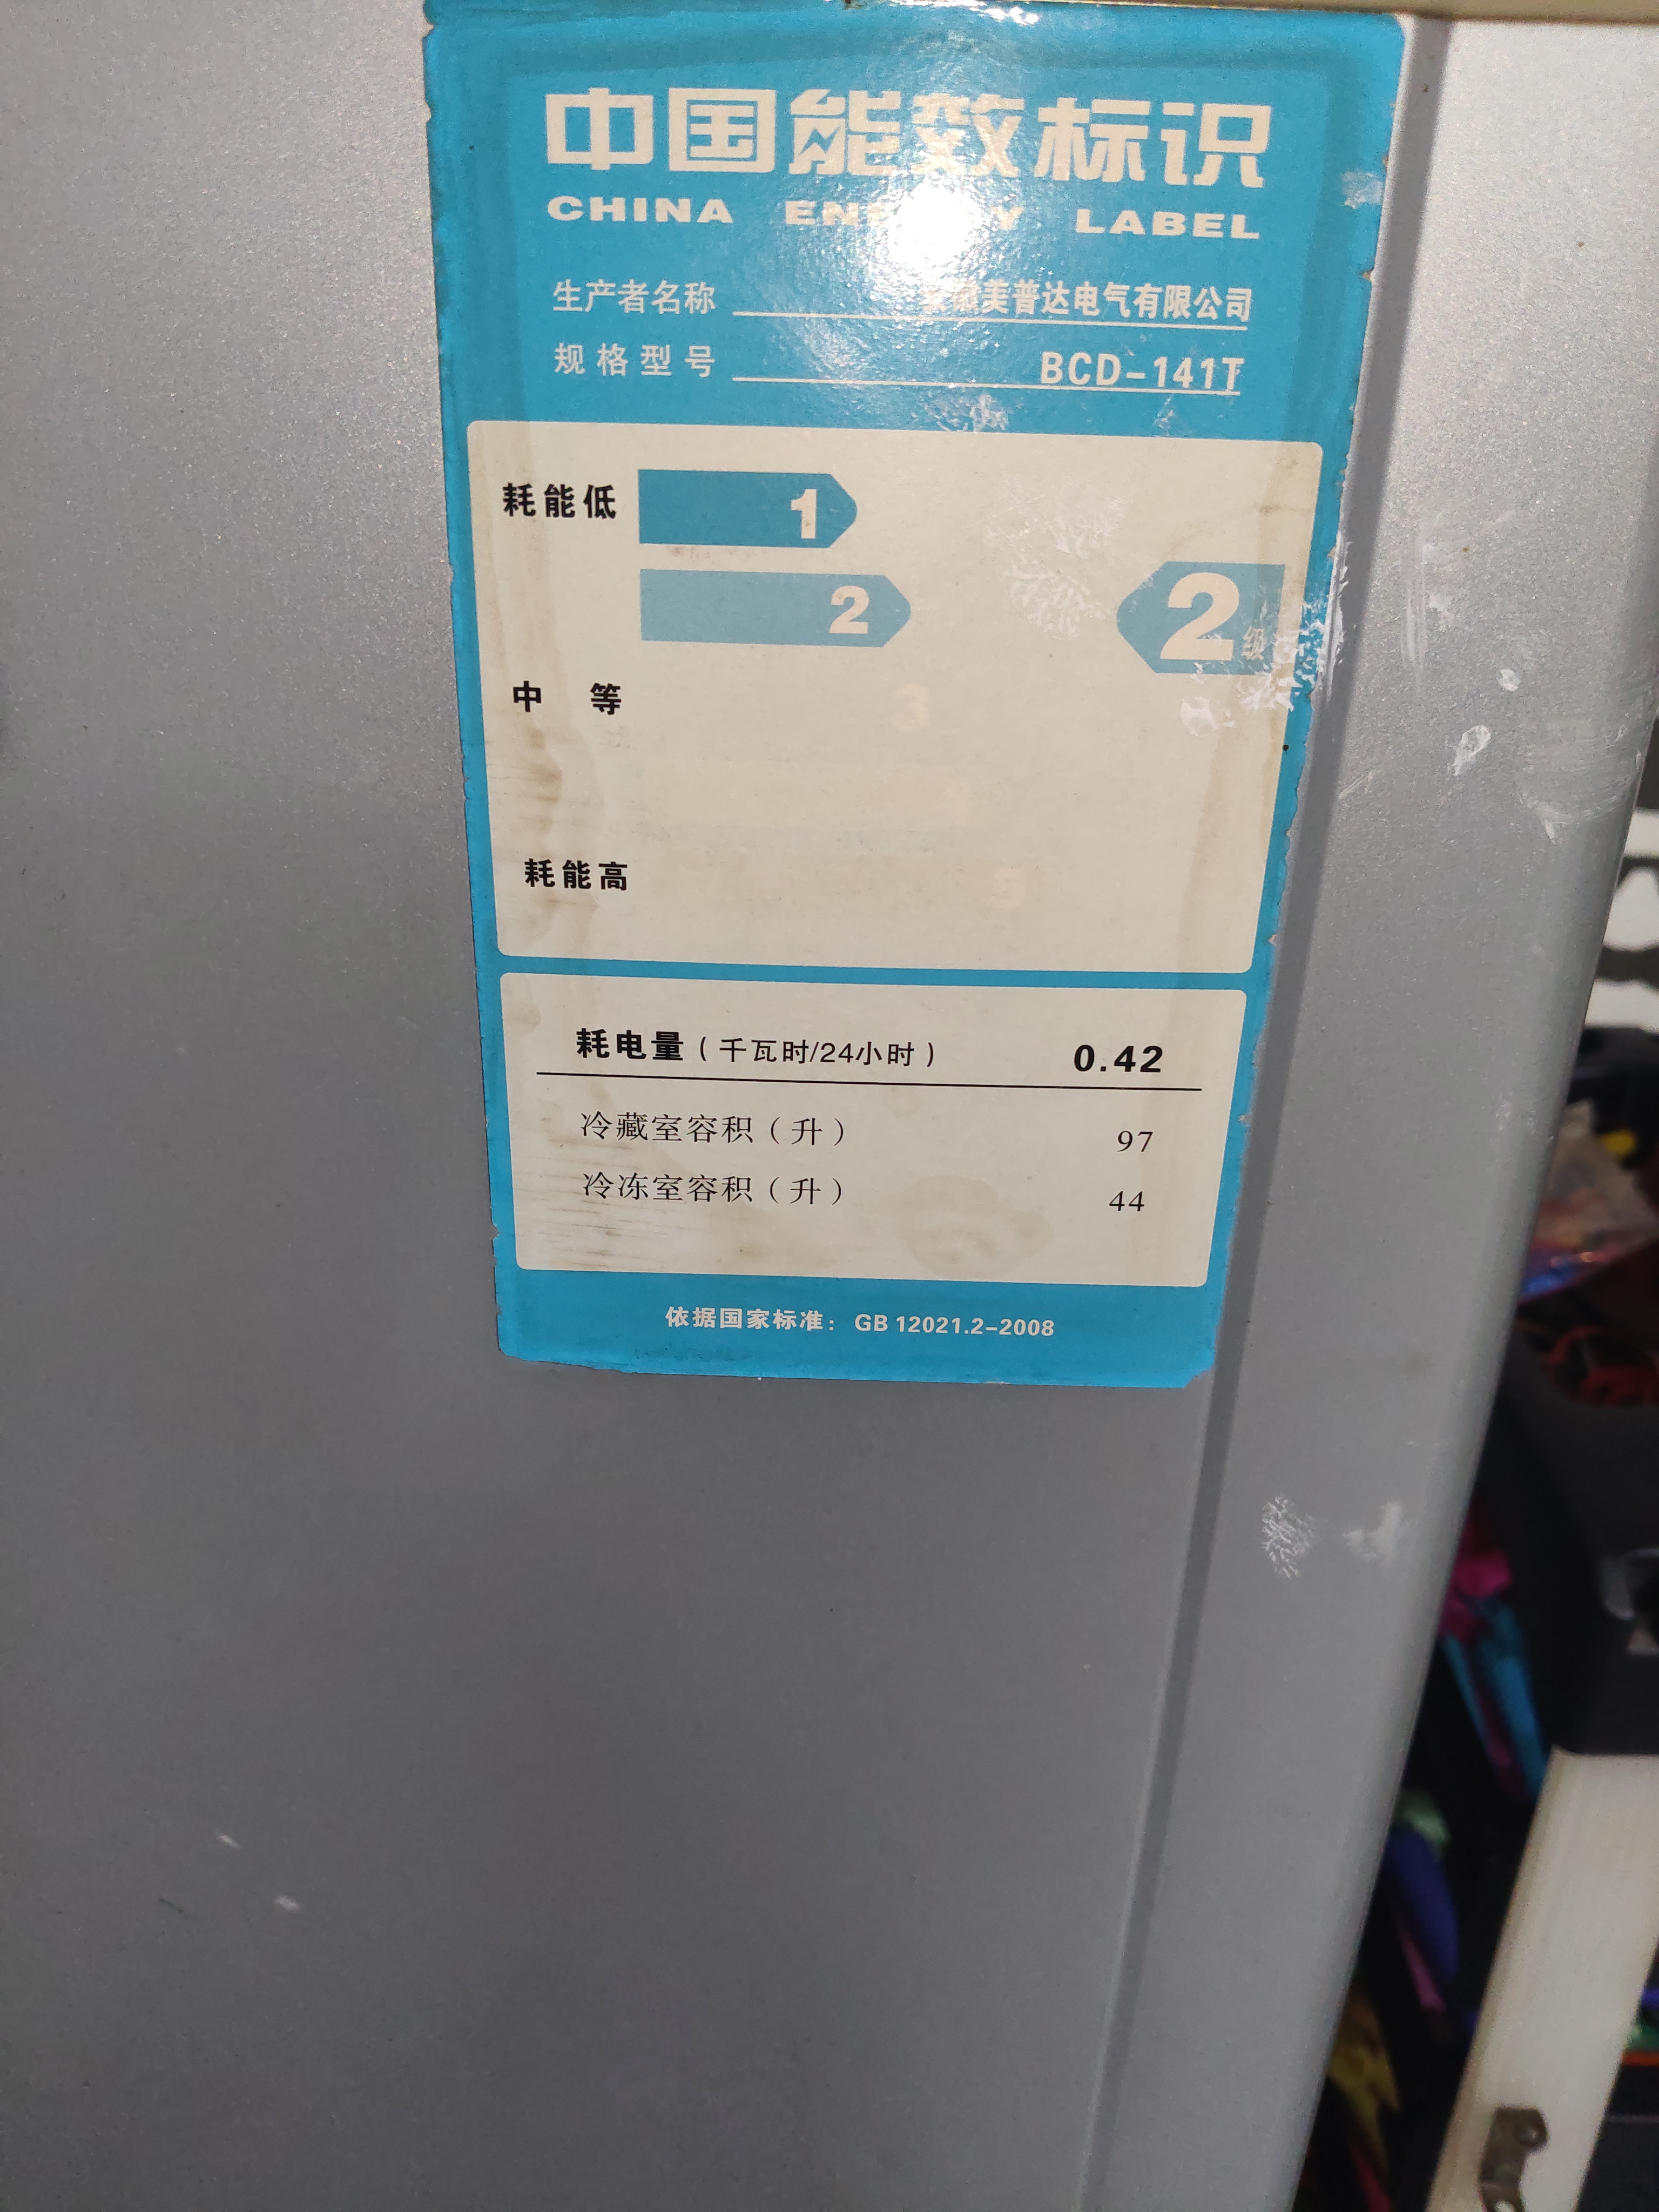 中国能效标识
CHINA ENERGY LABEL
生产者名称 美普达电气有限公司
规格型号 BCD-141T
耗能低 1
2 2级
中等 3
耗能高 5
耗电量（千瓦时/24小时） 0.42
冷藏室容积（升） 97
冷冻室容积（升） 44
依据国家标准：GB 12021.2-2008